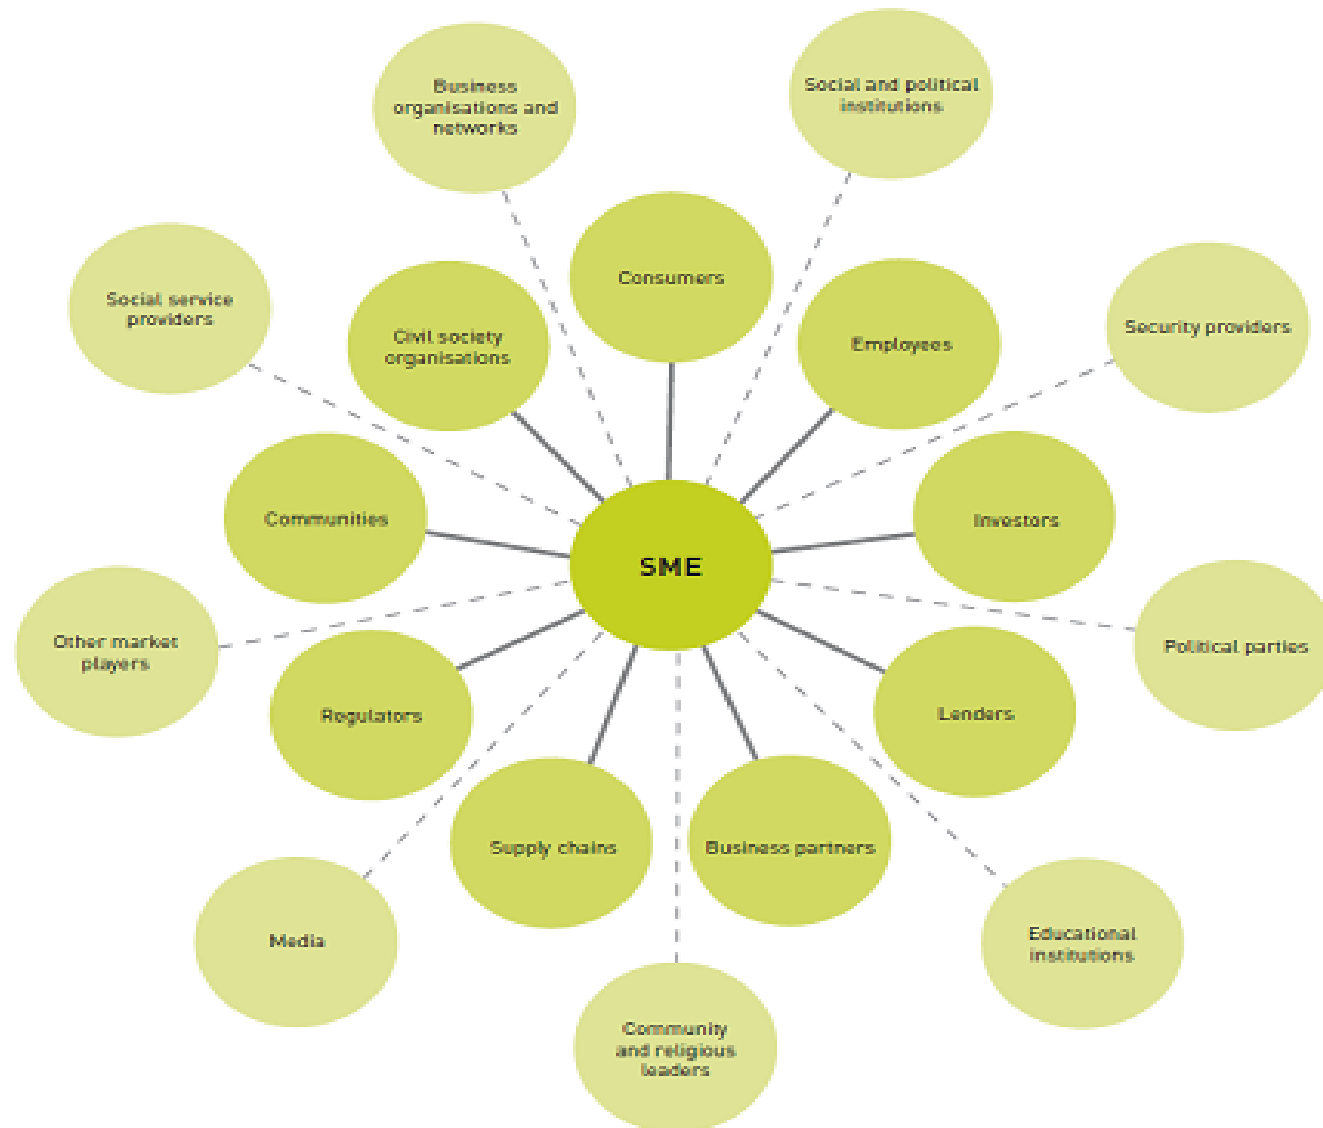 Business
organisations and
networks
Social and political
institutions
Consumers
Social service
providers
Civil society
organisations
Employees
Security providers
Communities
SME
Investors
Other market
players
Political parties
Regulators
Lenders
Supply chains
Business partners
Media
Educational
institutions
Community
and religious
leaders